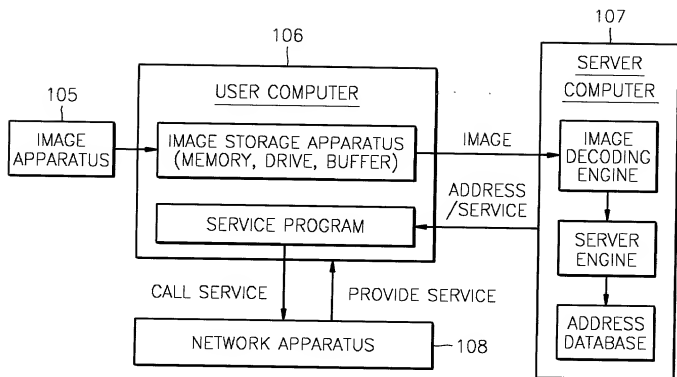 107
106
SERVER
COMPUTER
105
USER COMPUTER
IMAGE
APPARATUS
IMAGE STORAGE APPARATUS
(MEMORY, DRIVE, BUFFER)
IMAGE
IMAGE
DECODING
ENGINE
ADDRESS
/SERVICE
SERVICE PROGRAM
SERVER
ENGINE
CALL SERVICE
PROVIDE SERVICE
NETWORK APPARATUS
108
ADDRESS
DATABASE